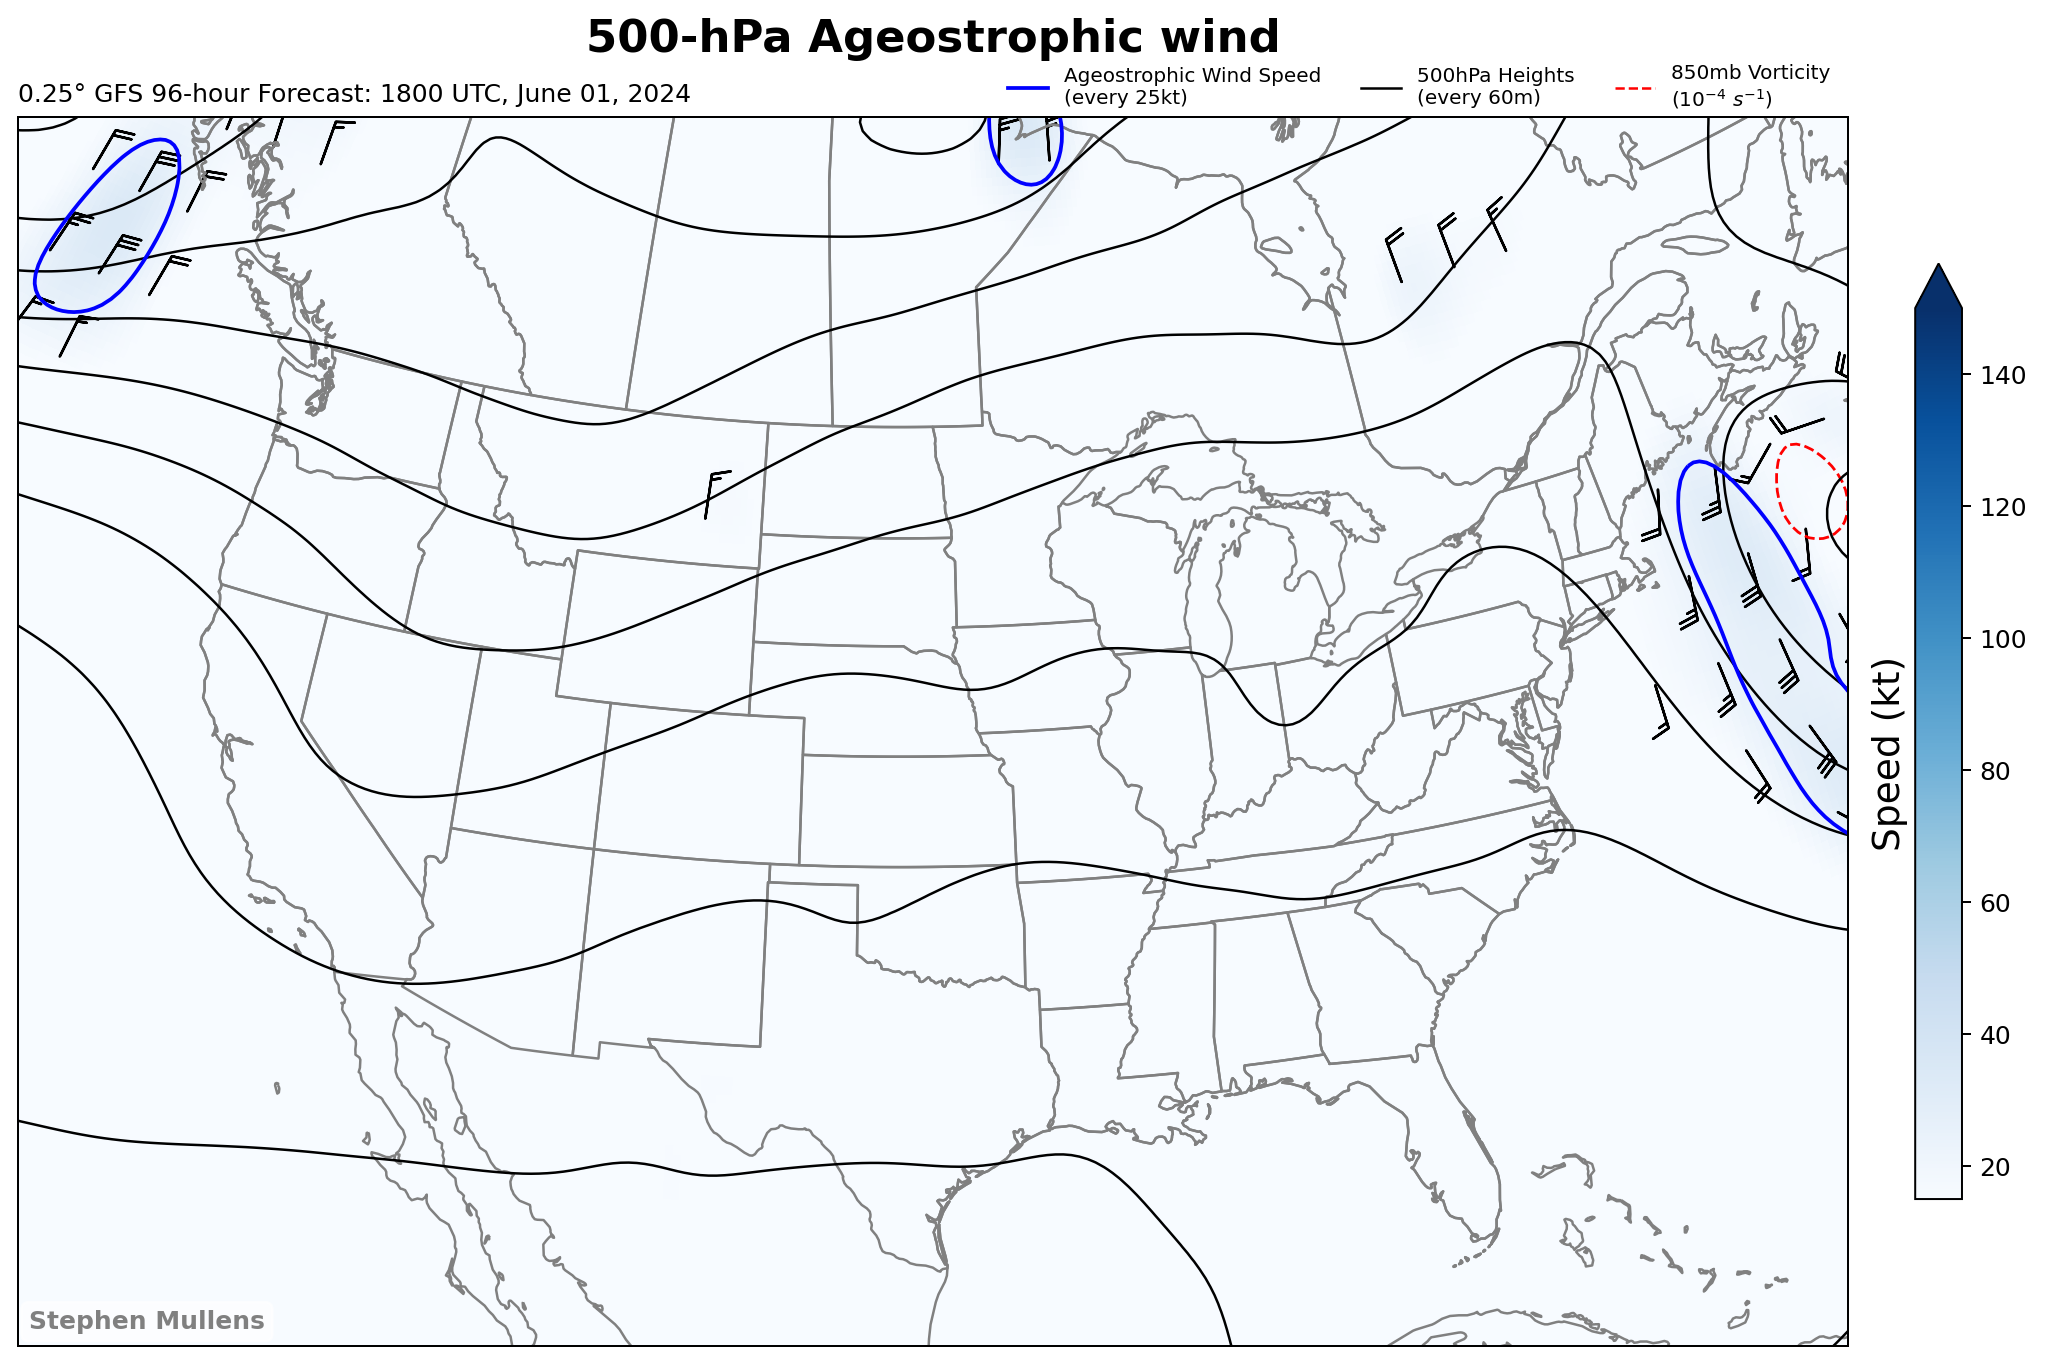 500-hPa Ageostrophic wind
0.25° GFS 96-hour Forecast: 1800 UTC, June 01, 2024
Ageostrophic Wind Speed
(every 25kt)
500hPa Heights
(every 60m)
850mb Vorticity
(10⁻⁴ s⁻¹)
140
120
100
80
60
40
20
Speed (kt)
Stephen Mullens